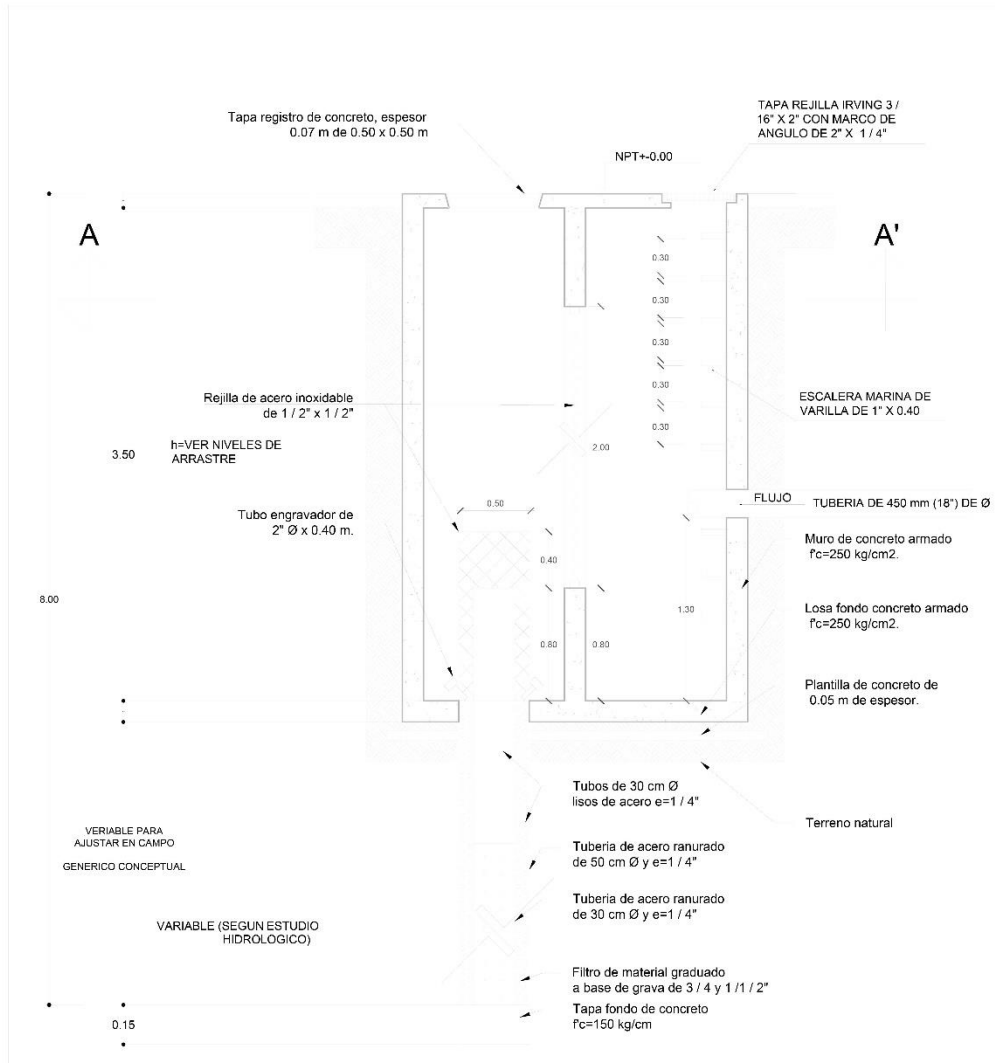 Tapa registro de concreto, espesor
0.07 m de 0.50 x 0.50 m
TAPA REJILLA IRVING 3 /
16" X 2" CON MARCO DE
ANGULO DE 2" X 1 / 4"
NPT+-0.00
A
A'
0.30
0.30
0.30
0.30
0.30
Rejilla de acero inoxidable
de 1 / 2" x 1 / 2"
ESCALERA MARINA DE
VARILLA DE 1" X 0.40
3.50
h=VER NIVELES DE
ARRASTRE
2.00
0.50
FLUJO
TUBERIA DE 450 mm (18") DE Ø
Tubo engravador de
2" Ø x 0.40 m.
Muro de concreto armado
f'c=250 kg/cm2.
0.40
8.00
1.30
Losa fondo concreto armado
f'c=250 kg/cm2.
0.80
0.80
Plantilla de concreto de
0.05 m de espesor.
Tubos de 30 cm Ø
lisos de acero e=1 / 4"
Terreno natural
VERIABLE PARA
AJUSTAR EN CAMPO
GENERICO CONCEPTUAL
Tuberia de acero ranurado
de 50 cm Ø y e=1 / 4"
Tuberia de acero ranurado
de 30 cm Ø y e=1 / 4"
VARIABLE (SEGUN ESTUDIO
HIDROLOGICO)
Filtro de material graduado
a base de grava de 3 / 4 y 1 /1 / 2"
Tapa fondo de concreto
f'c=150 kg/cm
0.15